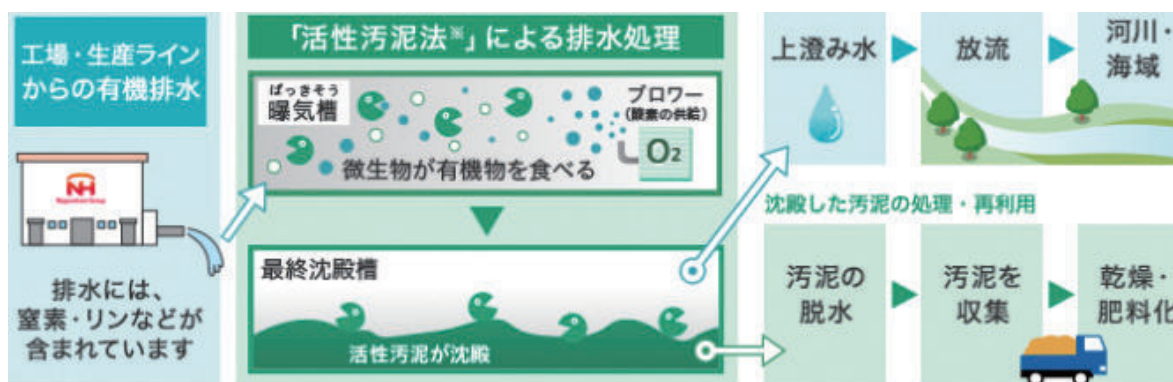 工場・生産ライン
からの有機排水
NH
排水には、
窒素・リンなどが
含まれています
「活性汚泥法※」による排水処理
ばっきそう
曝気槽
ブロワー
(酸素の供給)
O2
微生物が有機物を食べる
最終沈殿槽
活性汚泥が沈殿
上澄み水
放流
河川・
海域
沈殿した汚泥の処理・再利用
汚泥の
脱水
汚泥を
収集
乾燥・
肥料化